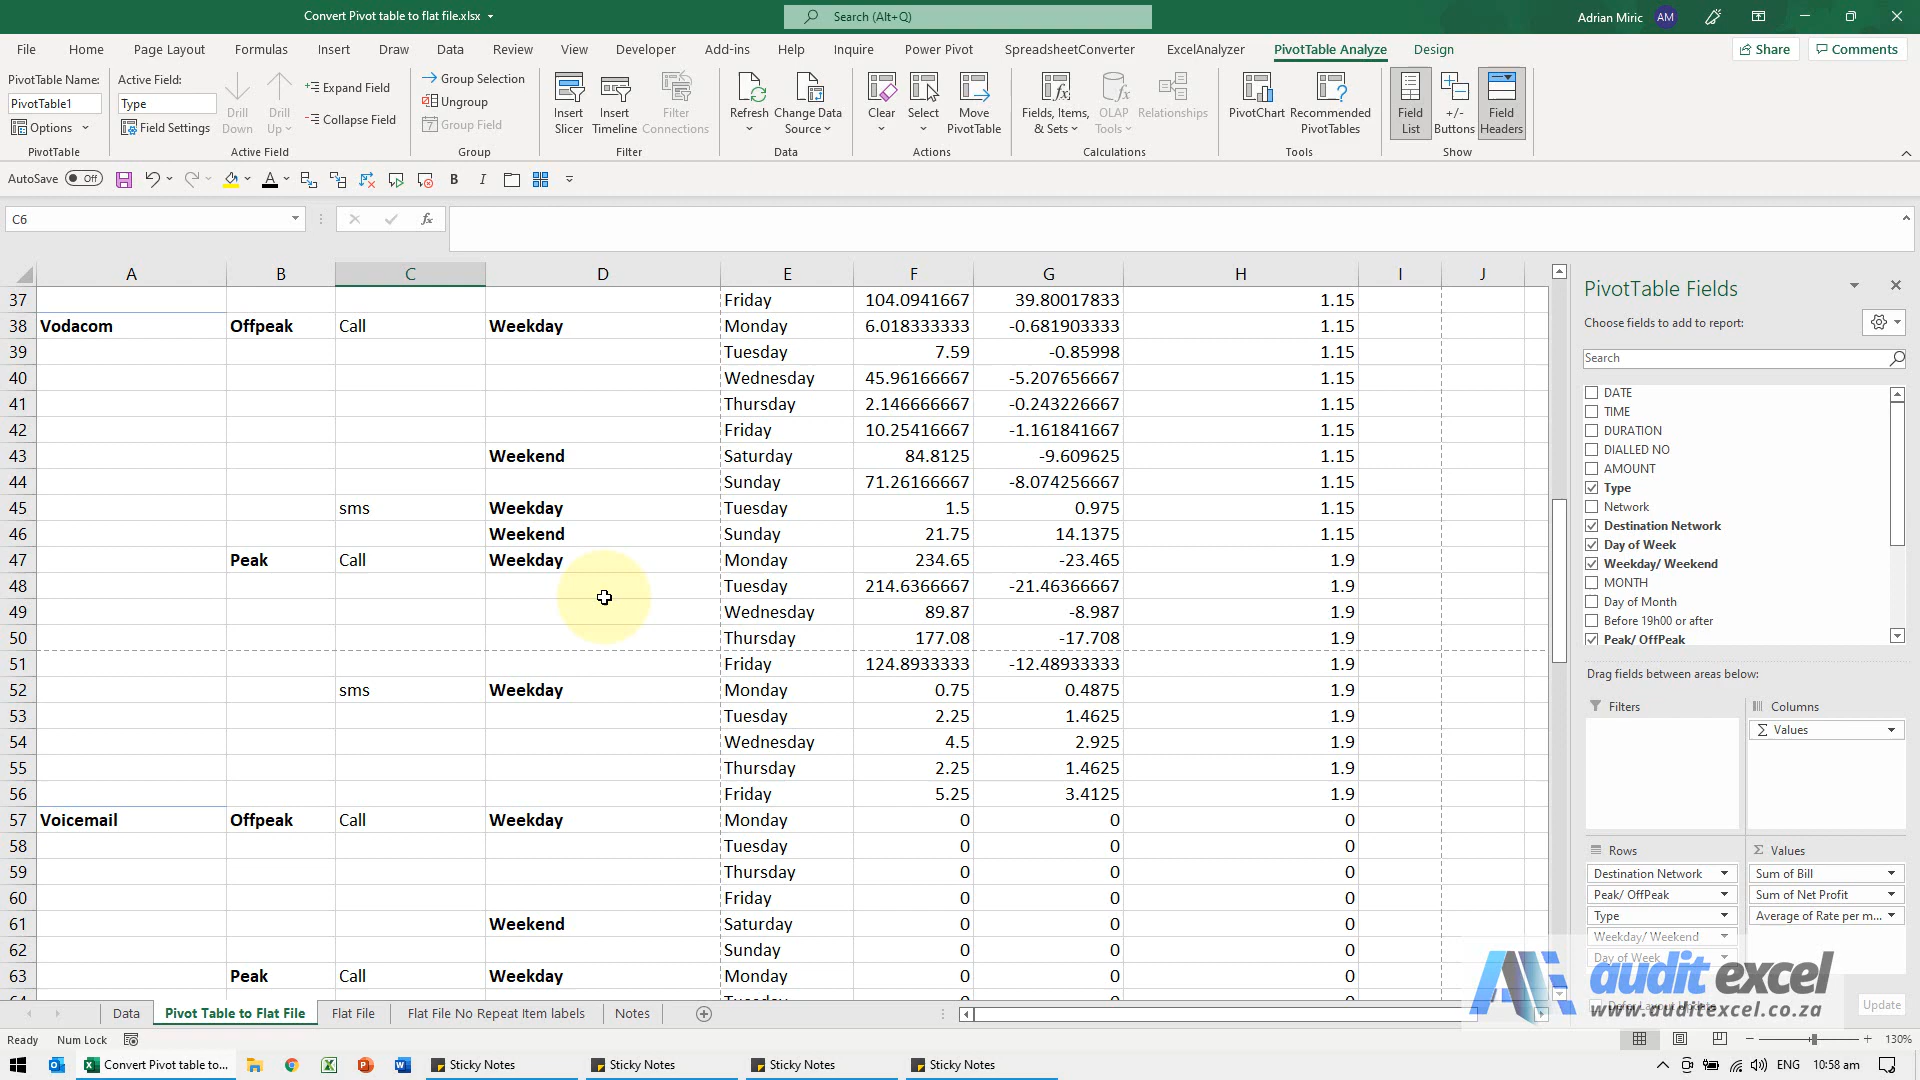 Convert Pivot table to flat file.xlsx
Search (Alt+Q)
Adrian Miric
AM
File Home Page Layout Formulas Insert Draw Data Review View Developer Add-ins Help Inquire Power Pivot SpreadsheetConverter ExcelAnalyzer PivotTable Analyze Design Share Comments
PivotTable Name:
PivotTable1
Options
PivotTable
Active Field:
Type
Field Settings
Drill Down
Drill Up
Expand Field
Collapse Field
Active Field
Group Selection
Ungroup
Group Field
Group
Insert Slicer
Insert Timeline
Filter Connections
Filter
Refresh
Change Data Source
Data
Clear
Select
Move PivotTable
Actions
Fields, Items, & Sets
OLAP Tools
Relationships
Calculations
PivotChart
Recommended PivotTables
Tools
Field List
+/- Buttons
Field Headers
Show
AutoSave Off
B I
C6
fx
A B C D E F G H I J
37 Friday 104.0941667 39.80017833 1.15
38 Vodacom Offpeak Call Weekday Monday 6.018333333 -0.681903333 1.15
39 Tuesday 7.59 -0.85998 1.15
40 Wednesday 45.96166667 -5.207656667 1.15
41 Thursday 2.146666667 -0.243226667 1.15
42 Friday 10.25416667 -1.161841667 1.15
43 Weekend Saturday 84.8125 -9.609625 1.15
44 Sunday 71.26166667 -8.074256667 1.15
45 sms Weekday Tuesday 1.5 0.975 1.15
46 Weekend Sunday 21.75 14.1375 1.15
47 Peak Call Weekday Monday 234.65 -23.465 1.9
48 Tuesday 214.6366667 -21.46366667 1.9
49 Wednesday 89.87 -8.987 1.9
50 Thursday 177.08 -17.708 1.9
51 Friday 124.8933333 -12.48933333 1.9
52 sms Weekday Monday 0.75 0.4875 1.9
53 Tuesday 2.25 1.4625 1.9
54 Wednesday 4.5 2.925 1.9
55 Thursday 2.25 1.4625 1.9
56 Friday 5.25 3.4125 1.9
57 Voicemail Offpeak Call Weekday Monday 0 0 0
58 Tuesday 0 0 0
59 Thursday 0 0 0
60 Friday 0 0 0
61 Weekend Saturday 0 0 0
62 Sunday 0 0 0
63 Peak Call Weekday Monday 0 0 0
PivotTable Fields
Choose fields to add to report:
Search
DATE
TIME
DURATION
DIALLED NO
AMOUNT
Type
Network
Destination Network
Day of Week
Weekday/ Weekend
MONTH
Day of Month
Before 19h00 or after
Peak/ OffPeak
Drag fields between areas below:
Filters
Columns
Σ Values
Rows
Destination Network
Peak/ OffPeak
Type
Weekday/ Weekend
Day of Week
Σ Values
Sum of Bill
Sum of Net Profit
Average of Rate per m...
Update
audit excel
www.auditexcel.co.za
Data Pivot Table to Flat File Flat File Flat File No Repeat Item labels Notes
Ready Num Lock
130%
Convert Pivot table to...
Sticky Notes
Sticky Notes
Sticky Notes
Sticky Notes
ENG
10:58 am